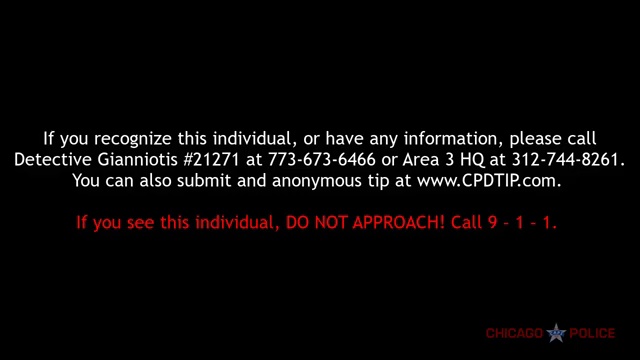 If you recognize this individual, or have any information, please call
Detective Gianniotis #21271 at 773-673-6466 or Area 3 HQ at 312-744-8261.
You can also submit and anonymous tip at www.CPDTIP.com.
If you see this individual, DO NOT APPROACH! Call 9 - 1 - 1.
CHICAGO POLICE